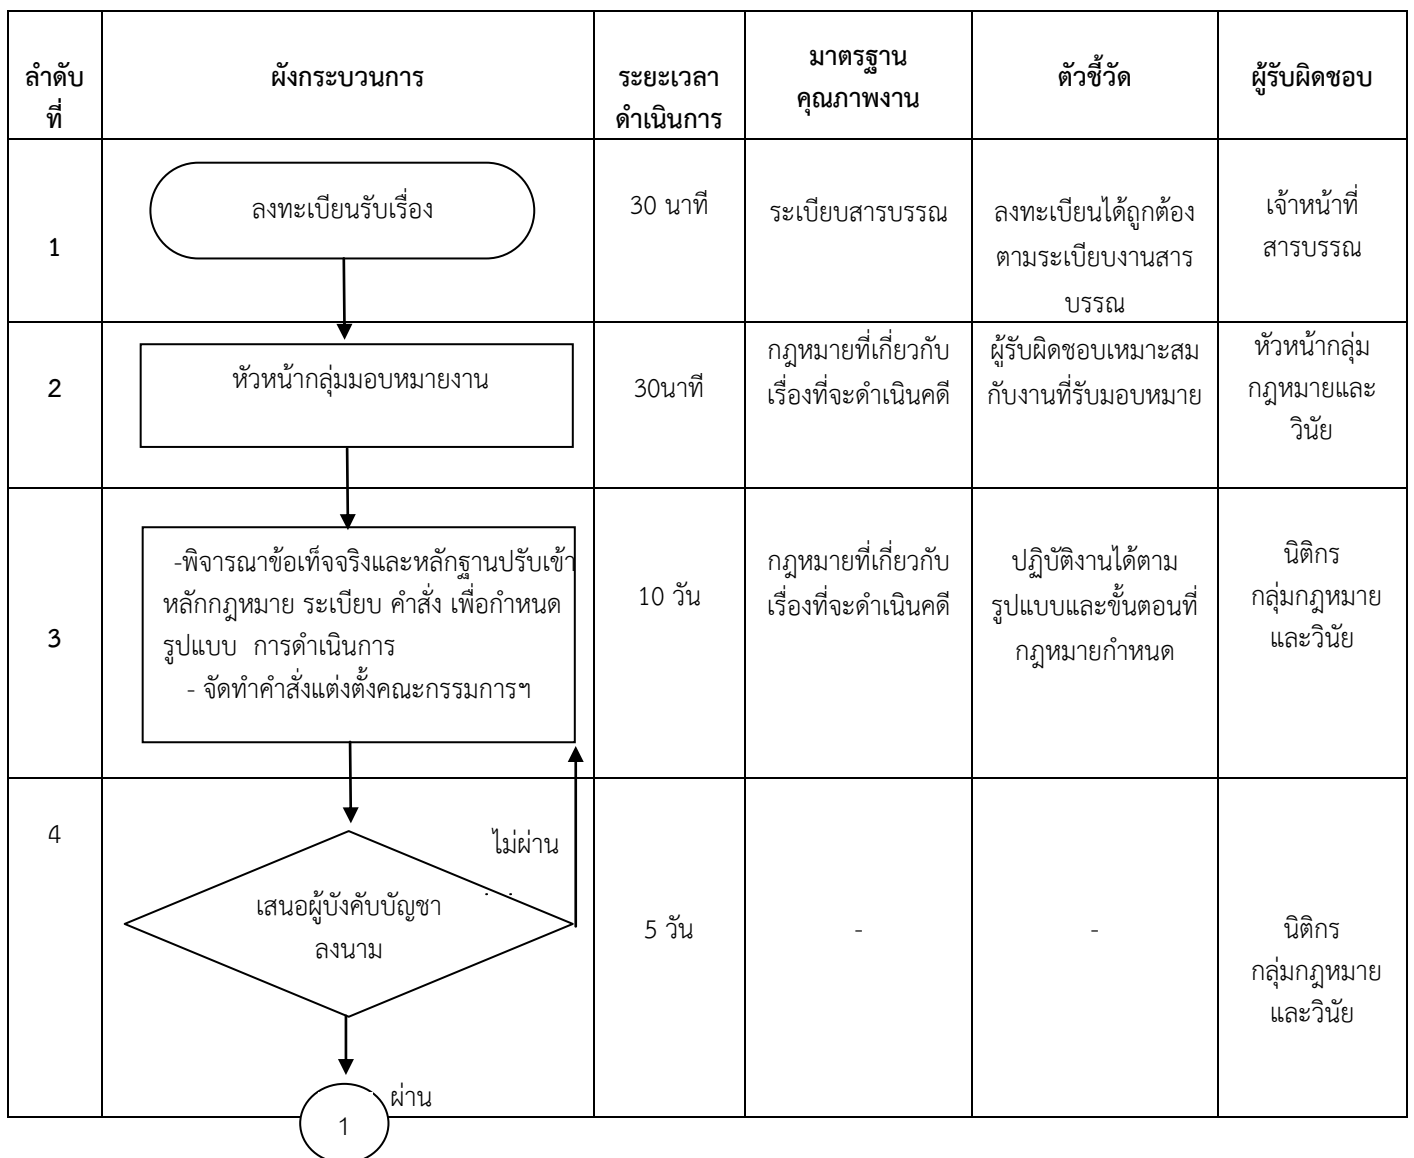 ลำดับ
ที่
ผังกระบวนการ
ระยะเวลา
ดำเนินการ
มาตรฐาน
คุณภาพงาน
ตัวชี้วัด
ผู้รับผิดชอบ
1
ลงทะเบียนรับเรื่อง
30 นาที
ระเบียบสารบรรณ
ลงทะเบียนได้ถูกต้อง
ตามระเบียบงานสาร
บรรณ
เจ้าหน้าที่
สารบรรณ
2
หัวหน้ากลุ่มมอบหมายงาน
30นาที
กฎหมายที่เกี่ยวกับ
เรื่องที่จะดำเนินคดี
ผู้รับผิดชอบเหมาะสม
กับงานที่รับมอบหมาย
หัวหน้ากลุ่ม
กฎหมายและ
วินัย
3
-พิจารณาข้อเท็จจริงและหลักฐานปรับเข้า
หลักกฎหมาย ระเบียบ คำสั่ง เพื่อกำหนด
รูปแบบ การดำเนินการ
- จัดทำคำสั่งแต่งตั้งคณะกรรมการฯ
10 วัน
กฎหมายที่เกี่ยวกับ
เรื่องที่จะดำเนินคดี
ปฏิบัติงานได้ตาม
รูปแบบและขั้นตอนที่
กฎหมายกำหนด
นิติกร
กลุ่มกฎหมาย
และวินัย
4
ไม่ผ่าน
เสนอผู้บังคับบัญชา
ลงนาม
ผ่าน
1
5 วัน
-
-
นิติกร
กลุ่มกฎหมาย
และวินัย